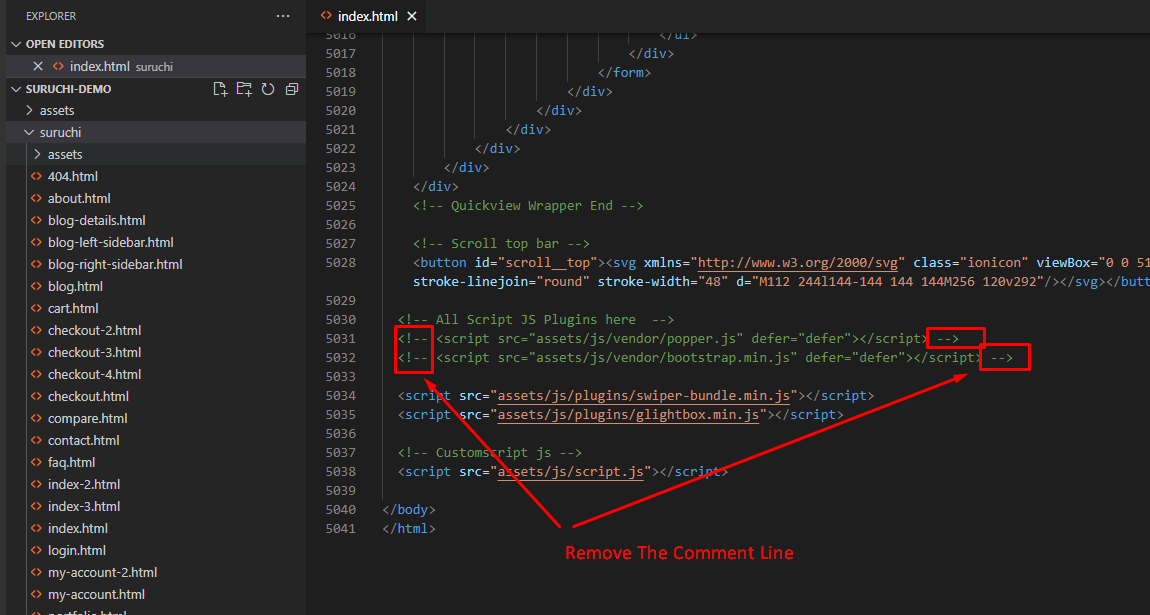 EXPLORER
···
index.html
OPEN EDITORS
index.html suruchi
SURUCHI-DEMO
assets
suruchi
assets
404.html
about.html
blog-details.html
blog-left-sidebar.html
blog-right-sidebar.html
blog.html
cart.html
checkout-2.html
checkout-3.html
checkout-4.html
checkout.html
compare.html
contact.html
faq.html
index-2.html
index-3.html
index.html
login.html
my-account-2.html
my-account.html
portfolio.html
5016 </ul>
5017 </div>
5018 </form>
5019 </div>
5020 </div>
5021 </div>
5022 </div>
5023 </div>
5024 </div>
5025 <!-- Quickview Wrapper End -->
5026
5027 <!-- Scroll top bar -->
5028 <button id="scroll__top"><svg xmlns="http://www.w3.org/2000/svg" class="ionicon" viewBox="0 0 51
stroke-linejoin="round" stroke-width="48" d="M112 244l144-144 144 144M256 120v292"/></svg></butt
5029
5030 <!-- All Script JS Plugins here  -->
5031 <!-- <script src="assets/js/vendor/popper.js" defer="defer"></script> -->
5032 <!-- <script src="assets/js/vendor/bootstrap.min.js" defer="defer"></script> -->
5033
5034 <script src="assets/js/plugins/swiper-bundle.min.js"></script>
5035 <script src="assets/js/plugins/glightbox.min.js"></script>
5036
5037 <!-- Customscript js -->
5038 <script src="assets/js/script.js"></script>
5039
5040 </body>
5041 </html>
Remove The Comment Line